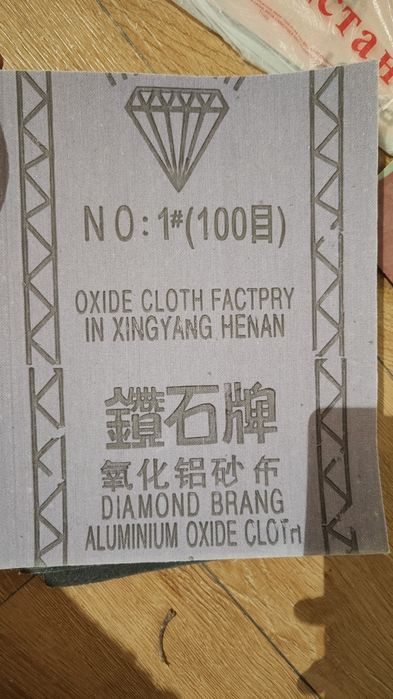 стан
NO:1#(100目)
OXIDE CLOTH FACTPRY
IN XINGYANG HENAN
鑽石牌
氧化铝砂布
DIAMOND BRANG
ALUMINIUM OXIDE CLOTH